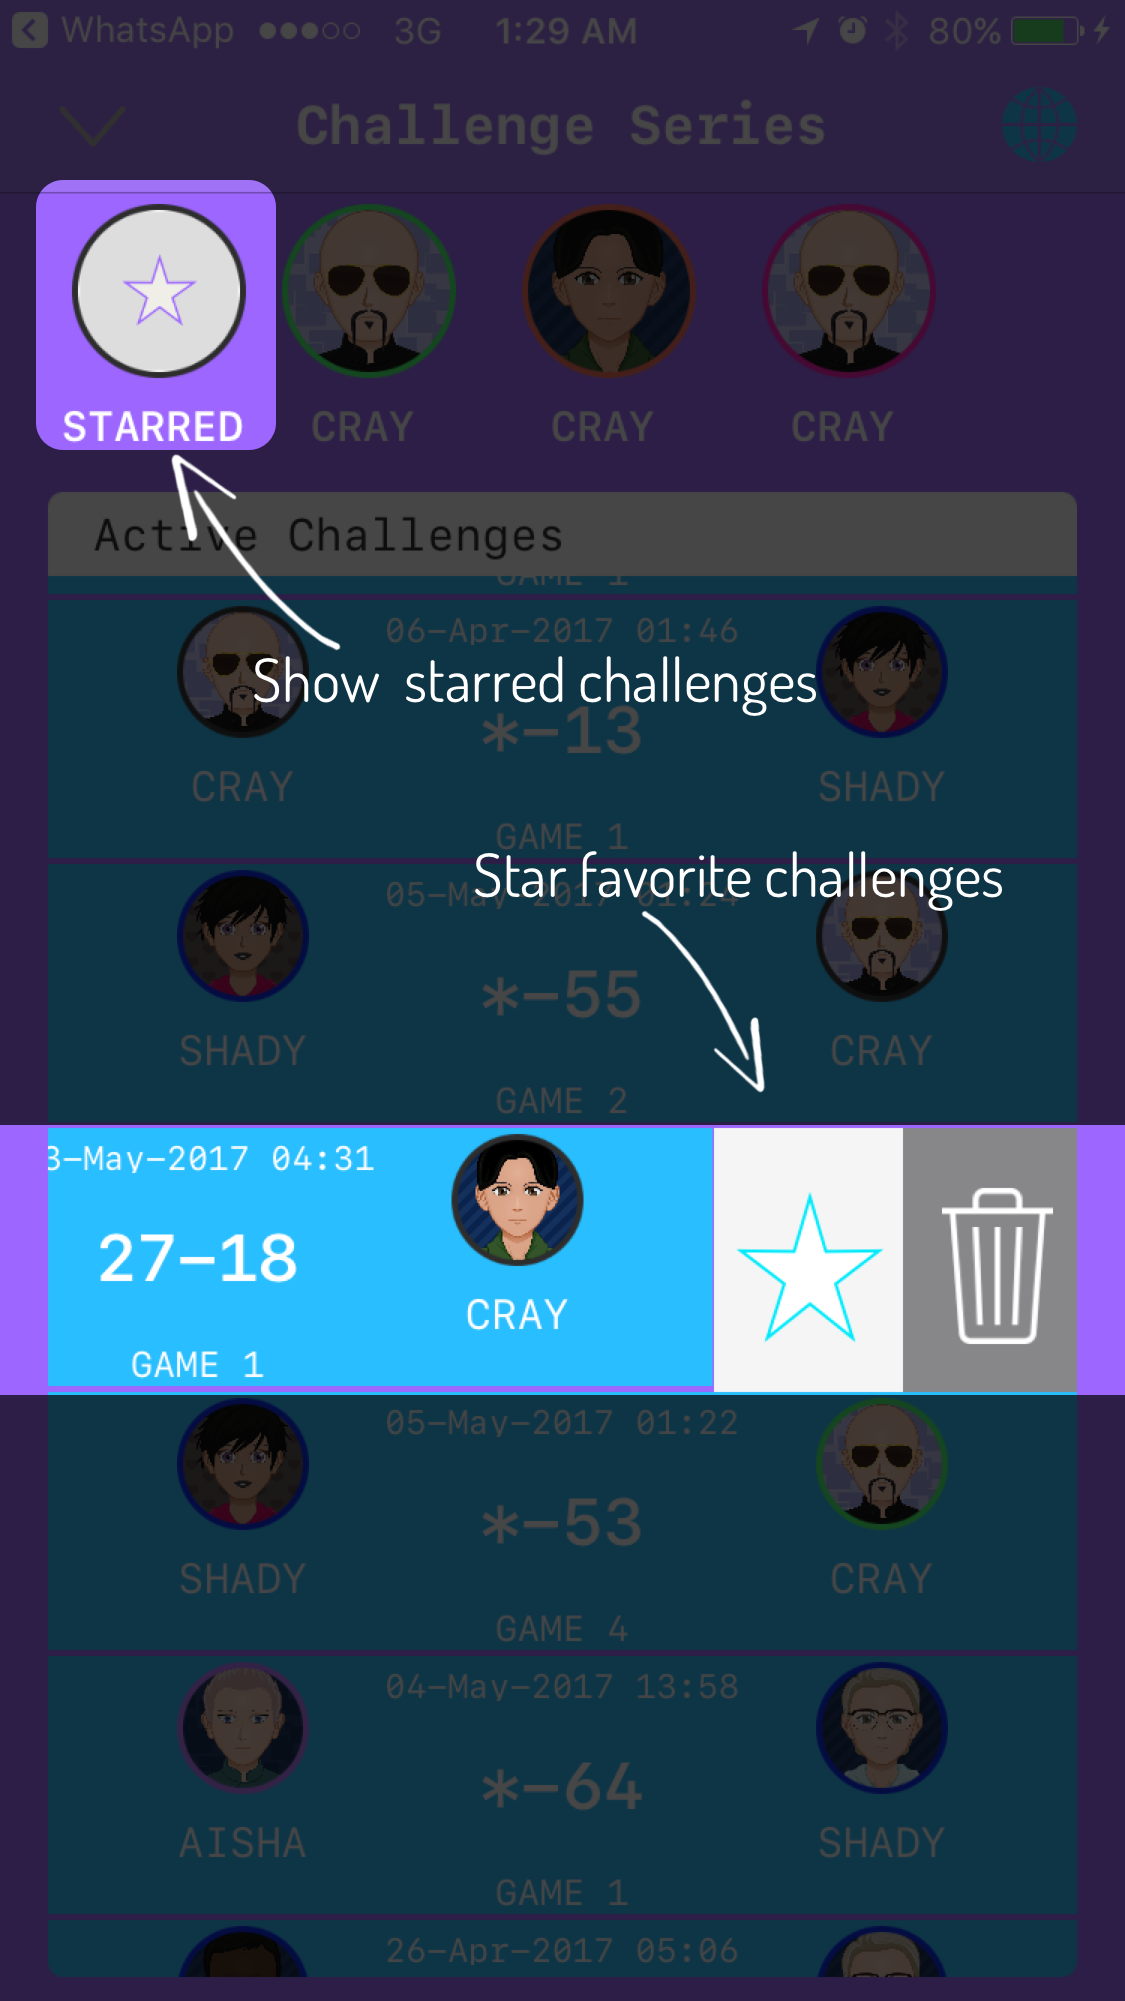 WhatsApp 3G 1:29 AM 80%
Challenge Series
STARRED CRAY CRAY CRAY
Active Challenges
GAME 1
06-Apr-2017 01:46
Show starred challenges
*-13
CRAY SHADY
GAME 1
Star favorite challenges
05-May-2017 01:24
*-55
SHADY CRAY
GAME 2
3-May-2017 04:31
27-18
CRAY
GAME 1
05-May-2017 01:22
*-53
SHADY CRAY
GAME 4
04-May-2017 13:58
*-64
AISHA SHADY
GAME 1
26-Apr-2017 05:06